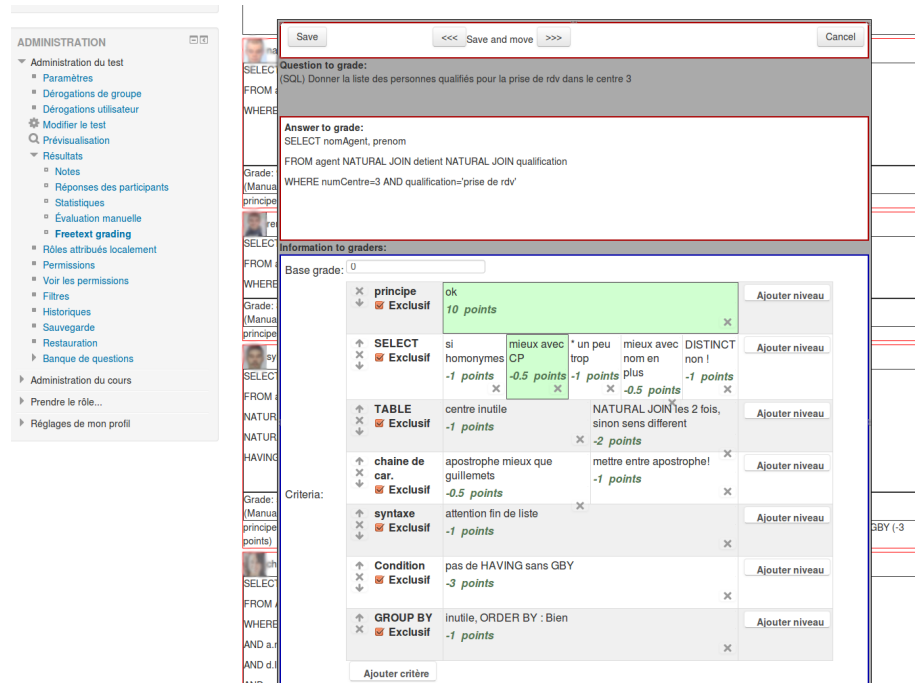 ADMINISTRATION
Administration du test
Paramètres
Dérogations de groupe
Dérogations utilisateur
Modifier le test
Prévisualisation
Résultats
Notes
Réponses des participants
Statistiques
Évaluation manuelle
Freetext grading
Rôles attribués localement
Permissions
Voir les permissions
Filtres
Historiques
Sauvegarde
Restauration
Banque de questions
Administration du cours
Prendre le rôle...
Réglages de mon profil
na
SELECT
FROM a
WHERE
Grade:
(Manua
principe
rer
SELECT
FROM a
WHERE
Grade:
(Manua
principe
sy
SELECT
FROM a
NATUR
NATUR
HAVING
Grade:
(Manua
principe
points)
GBY (-3
ch
SELECT
FROM A
WHERE
AND a.r
AND d.I
Save
<<< Save and move >>>
Cancel
Question to grade:
(SQL) Donner la liste des personnes qualifiés pour la prise de rdv dans le centre 3
Answer to grade:
SELECT nomAgent, prenom
FROM agent NATURAL JOIN detient NATURAL JOIN qualification
WHERE numCentre=3 AND qualification='prise de rdv'
Information to graders:
Base grade: 0
Criteria:
principe
Exclusif
ok
10 points
Ajouter niveau
SELECT
Exclusif
si
homonymes
-1 points
mieux avec
CP
-0.5 points
* un peu
trop
-1 points
mieux avec
nom en
plus
-0.5 points
DISTINCT
non !
-1 points
Ajouter niveau
TABLE
Exclusif
centre inutile
-1 points
NATURAL JOIN les 2 fois,
sinon sens different
-2 points
Ajouter niveau
chaine de
car.
Exclusif
apostrophe mieux que
guillemets
-0.5 points
mettre entre apostrophe!
-1 points
Ajouter niveau
syntaxe
Exclusif
attention fin de liste
-1 points
Ajouter niveau
Condition
Exclusif
pas de HAVING sans GBY
-3 points
Ajouter niveau
GROUP BY
Exclusif
inutile, ORDER BY : Bien
-1 points
Ajouter niveau
Ajouter critère